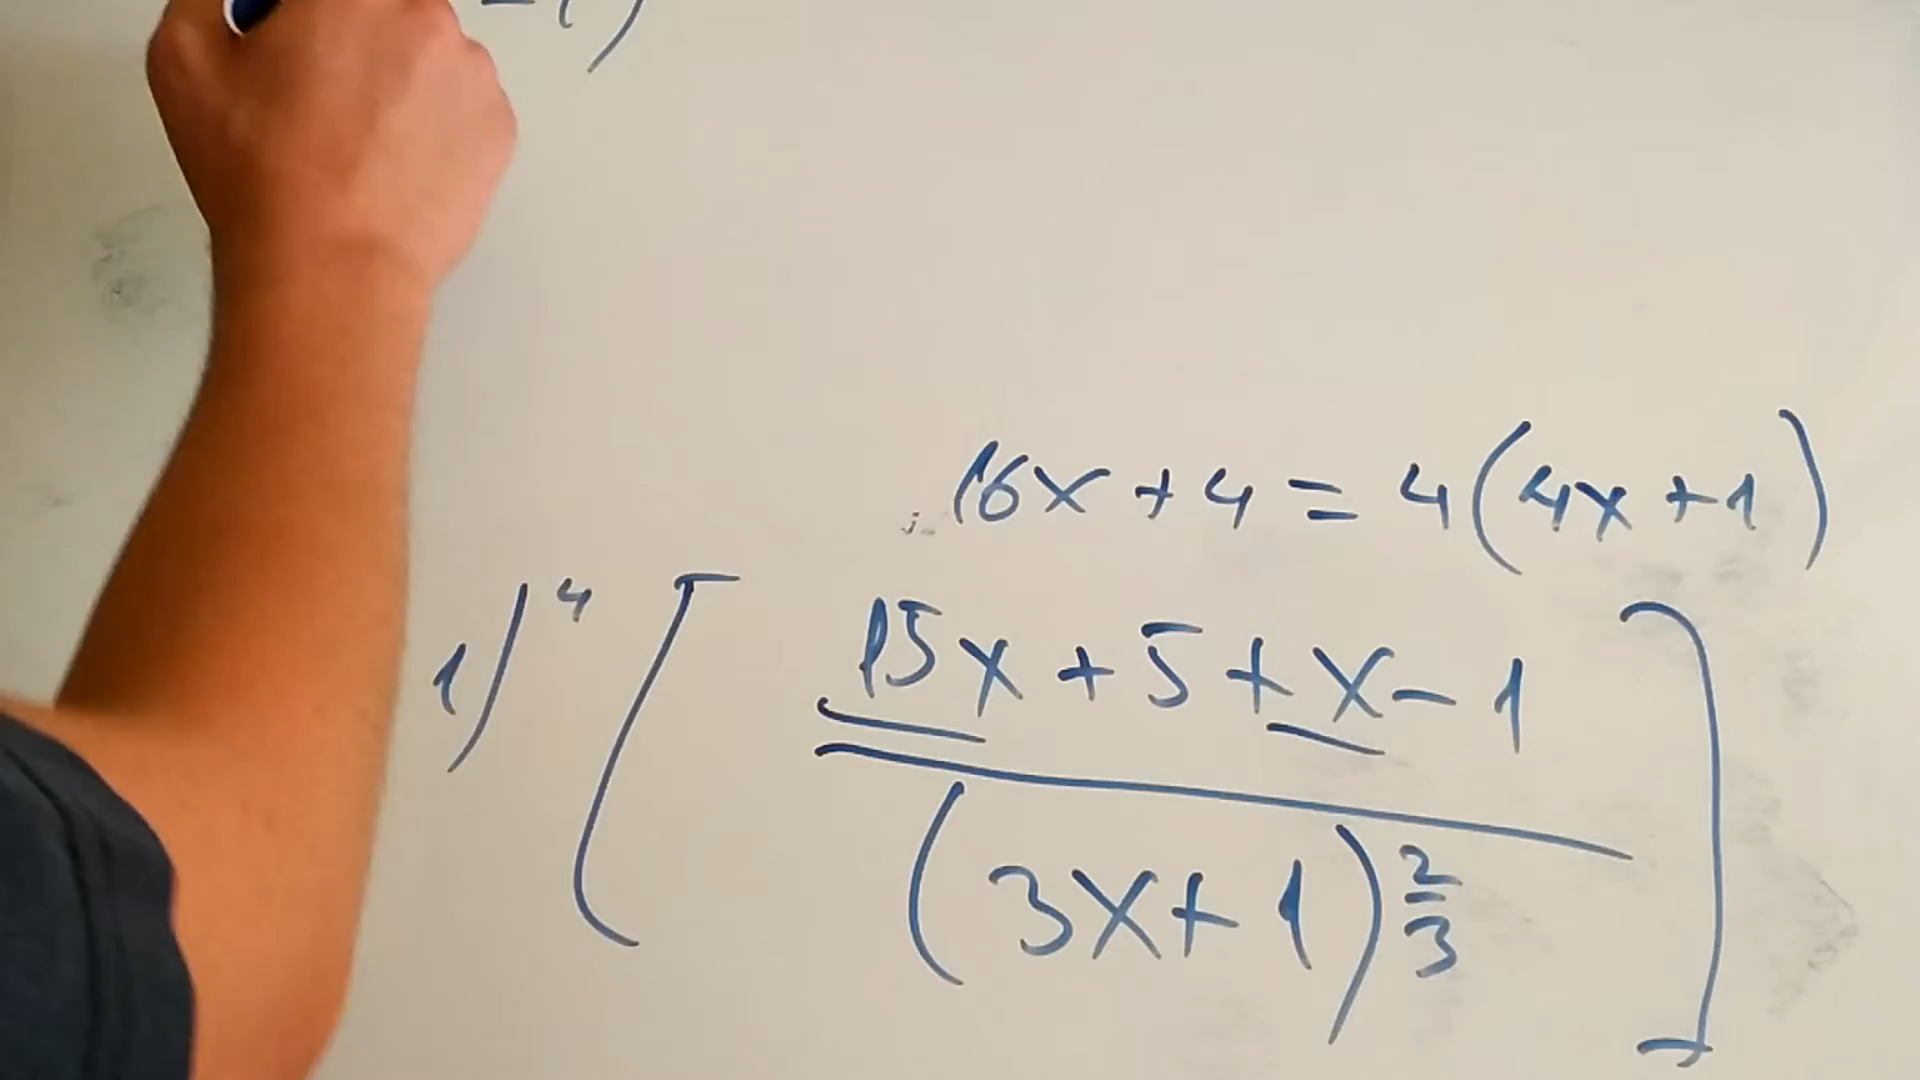 16x + 4 = 4(4x + 1)
1)⁴ [
15x + 5 + x - 1
(3x + 1)^(2/3) ]